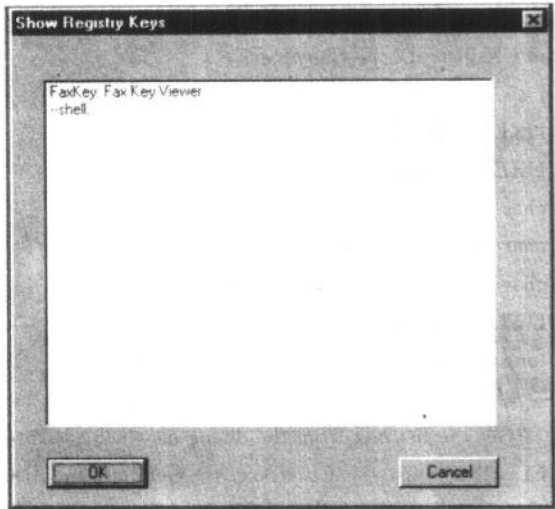 Show Registry Keys
FaxKey: Fax Key Viewer
--shell:
OK
Cancel